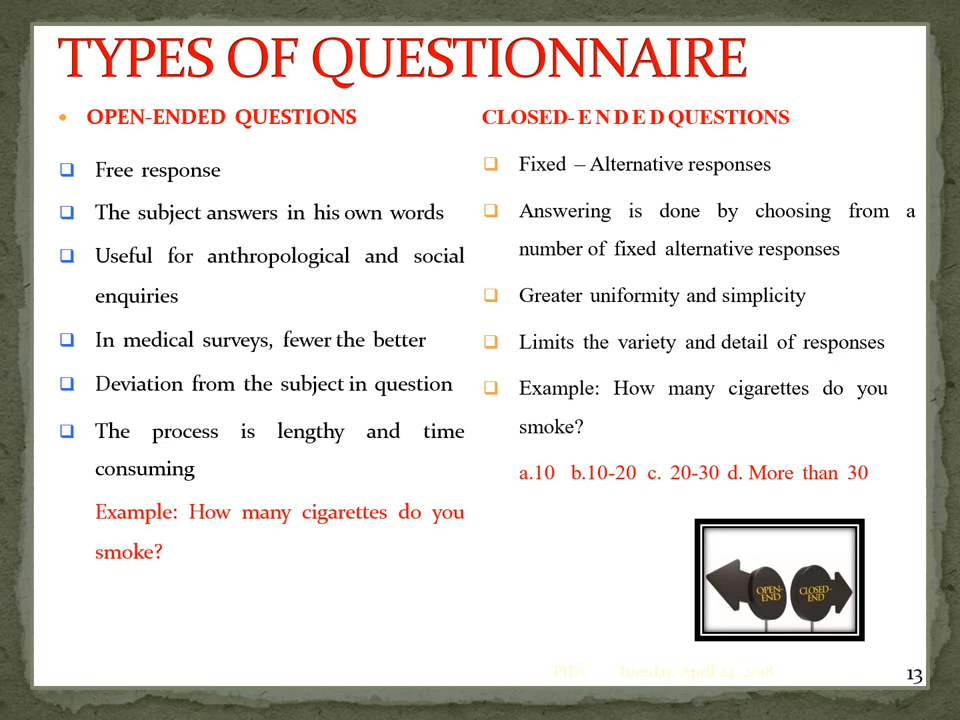 TYPES OF QUESTIONNAIRE
• OPEN-ENDED QUESTIONS
❑ Free response
❑ The subject answers in his own words
❑ Useful for anthropological and social
enquiries
❑ In medical surveys, fewer the better
❑ Deviation from the subject in question
❑ The process is lengthy and time
consuming
Example: How many cigarettes do you
smoke?
CLOSED- E N D E D QUESTIONS
❑ Fixed – Alternative responses
❑ Answering is done by choosing from a
number of fixed alternative responses
❑ Greater uniformity and simplicity
❑ Limits the variety and detail of responses
❑ Example: How many cigarettes do you
smoke?
a.10 b.10-20 c. 20-30 d. More than 30
OPEN-
END
CLOSED-
END
Tuesday, April 24, 2018
13